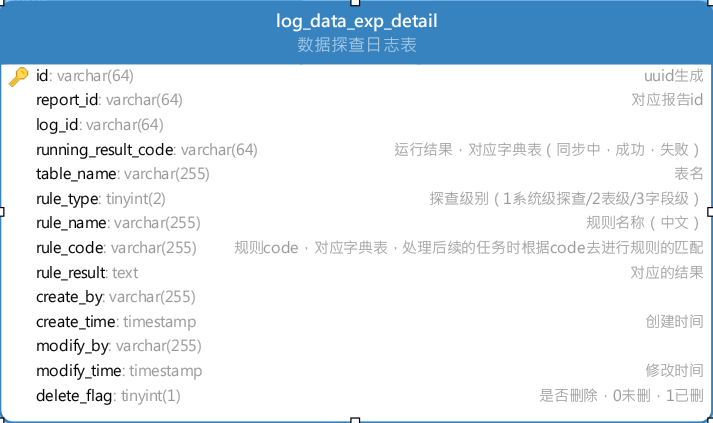 log_data_exp_detail
数据探查日志表
id: varchar(64) uuid生成
report_id: varchar(64) 对应报告id
log_id: varchar(64)
running_result_code: varchar(64) 运行结果，对应字典表（同步中，成功，失败）
table_name: varchar(255) 表名
rule_type: tinyint(2) 探查级别（1系统级探查/2表级/3字段级）
rule_name: varchar(255) 规则名称（中文）
rule_code: varchar(255) 规则code，对应字典表，处理后续的任务时根据code去进行规则的匹配
rule_result: text 对应的结果
create_by: varchar(255)
create_time: timestamp 创建时间
modify_by: varchar(255)
modify_time: timestamp 修改时间
delete_flag: tinyint(1) 是否删除，0未删，1已删